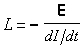 L = − E / dI/dt